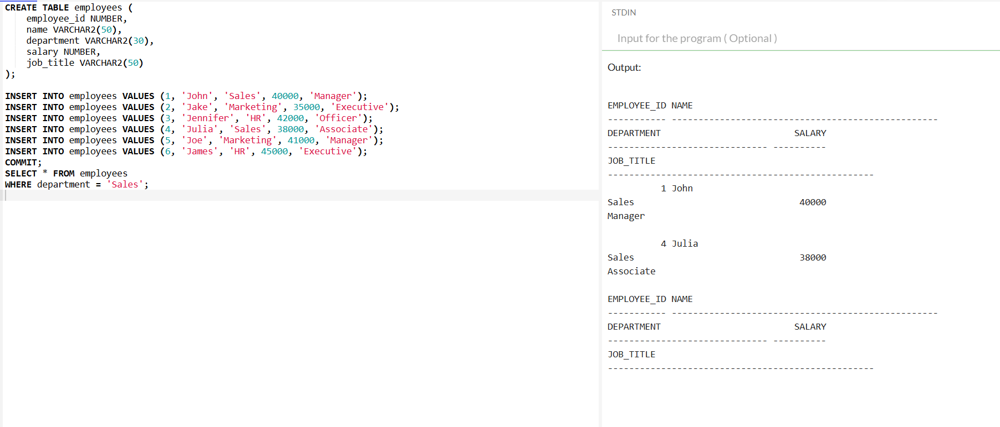 CREATE TABLE employees (
    employee_id NUMBER,
    name VARCHAR2(50),
    department VARCHAR2(30),
    salary NUMBER,
    job_title VARCHAR2(50)
);
INSERT INTO employees VALUES (1, 'John', 'Sales', 40000, 'Manager');
INSERT INTO employees VALUES (2, 'Jake', 'Marketing', 35000, 'Executive');
INSERT INTO employees VALUES (3, 'Jennifer', 'HR', 42000, 'Officer');
INSERT INTO employees VALUES (4, 'Julia', 'Sales', 38000, 'Associate');
INSERT INTO employees VALUES (5, 'Joe', 'Marketing', 41000, 'Manager');
INSERT INTO employees VALUES (6, 'James', 'HR', 45000, 'Executive');
COMMIT;
SELECT * FROM employees
WHERE department = 'Sales';
STDIN
Input for the program ( Optional )
Output:
EMPLOYEE_ID NAME
----------- --------------------------------------------------
DEPARTMENT                         SALARY
------------------------------ ----------
JOB_TITLE
--------------------------------------------------
          1 John
Sales                               40000
Manager
          4 Julia
Sales                               38000
Associate
EMPLOYEE_ID NAME
----------- --------------------------------------------------
DEPARTMENT                         SALARY
------------------------------ ----------
JOB_TITLE
--------------------------------------------------